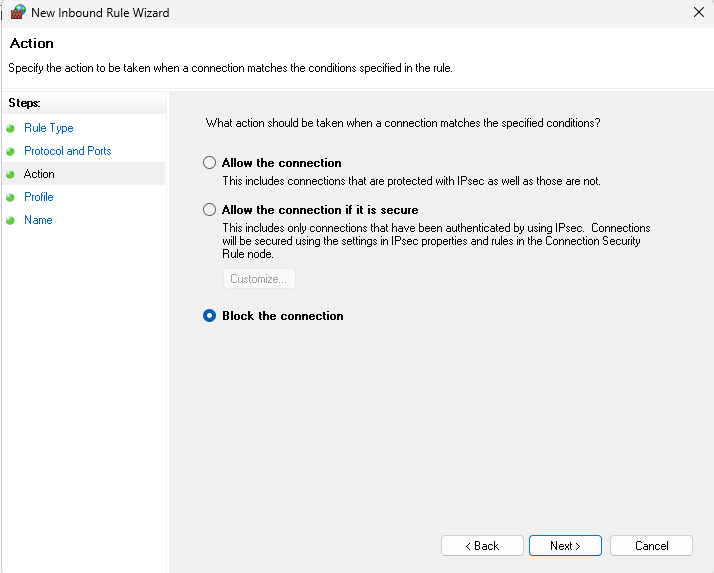 New Inbound Rule Wizard
Action
Specify the action to be taken when a connection matches the conditions specified in the rule.
Steps:
Rule Type
Protocol and Ports
Action
Profile
Name
What action should be taken when a connection matches the specified conditions?
Allow the connection
This includes connections that are protected with IPsec as well as those are not.
Allow the connection if it is secure
This includes only connections that have been authenticated by using IPsec. Connections
will be secured using the settings in IPsec properties and rules in the Connection Security
Rule node.
Customize...
Block the connection
< Back
Next >
Cancel